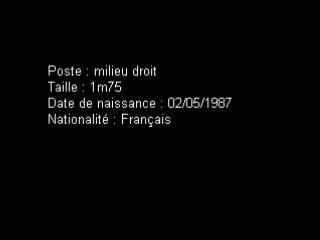 Poste : milieu droit
Taille : 1m75
Date de naissance : 02/05/1987
Nationalité : Français